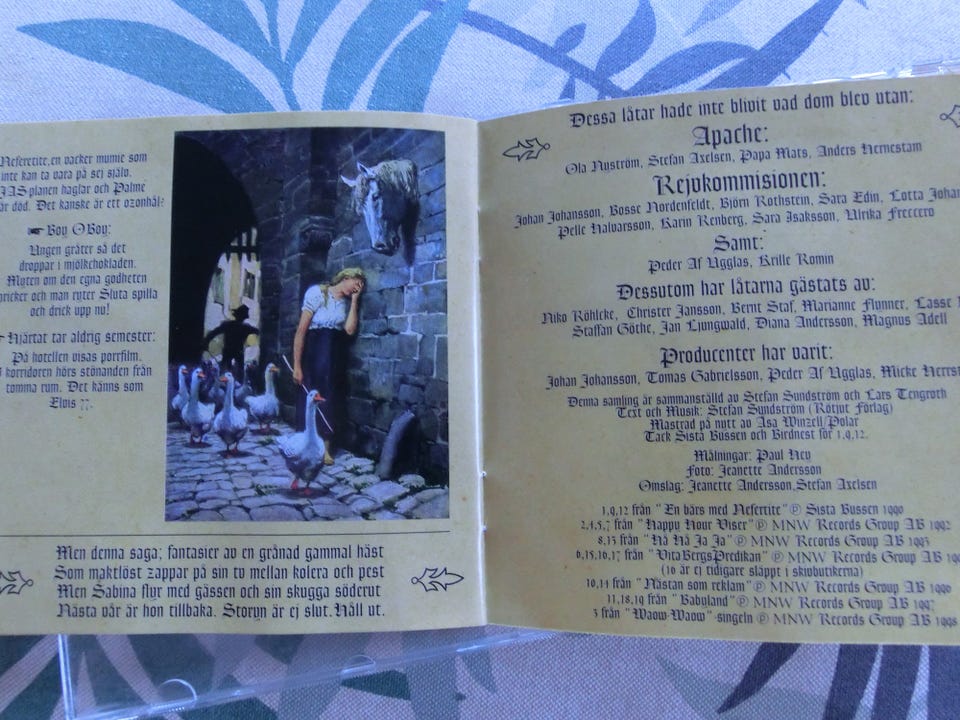 Nefertite, en vacker mumie som
inte kan ta vara på sej själv.
JAS planen haglar och Palme
är död. Det kanske är ett ozonhål?
Boy O Boy:
Ungen gråter så det
droppar i mjölkchokladen.
Myten om den egna godheten
spricker och man ryter Sluta spilla
och drick upp nu!
Hjärtat tar aldrig semester:
På hotellen visas porrfilm.
I korridoren hörs stönanden från
tomma rum. Det känns som
Elvis 77.
Men denna saga; fantasier av en grånad gammal häst
Som maktlöst zappar på sin tv mellan kolera och pest
Men Sabina flyr med gässen och sin skugga söderut
Nästa vår är hon tillbaka. Storyn är ej slut. Håll ut.
Dessa låtar hade inte blivit vad dom blev utan:
Apache:
Ola Nyström, Stefan Axelsen, Papa Mats, Anders Hernestam
Rejvkommisionen:
Johan Johansson, Bosse Nordenfeldt, Björn Rothstein, Sara Edin, Lotta
Pelle Halvarsson, Karin Renberg, Sara Isaksson, Ulrika Freccero
Samt:
Peder Af Ugglas, Krille Romin
Dessutom har låtarna gästats av:
Niko Röhlcke, Christer Jansson, Bernt Staf, Marianne Flynner, Lasse
Staffan Göthe, Jan Ljungwald, Diana Andersson, Magnus Adell
Producenter har varit:
Johan Johansson, Tomas Gabrielsson, Peder Af Ugglas, Micke
Denna samling är sammanställd av Stefan Sundström och Lars Tengroth
Text och Musik: Stefan Sundström (Rötjut Förlag)
Mastrad på nytt av Åsa Winzell/Polar
Tack Sista Bussen och Birdnest för 1,9,12.
Målningar: Paul Hey
Foto: Jeanette Andersson
Omslag: Jeanette Andersson, Stefan Axelsen
1,9,12 från "En bärs med Nefertite" ℗ Sista Bussen 1990
2,4,5,7 från "Happy Hour Viser" ℗ MNW Records Group AB 1992
8,13 från "Hå Hå Ja Ja" ℗ MNW Records Group AB 1993
6,15,16,17 från "VitaBergsPredikan" ℗ MNW Records Group AB
(16 är ej tidigare släppt i skivbutikerna)
10,14 från "Nästan som reklam" ℗ MNW Records Group AB 1996
11,18,19 från "Babyland" ℗ MNW Records Group AB 1997
3 från "Waow-Waow"-singeln ℗ MNW Records Group AB 1998